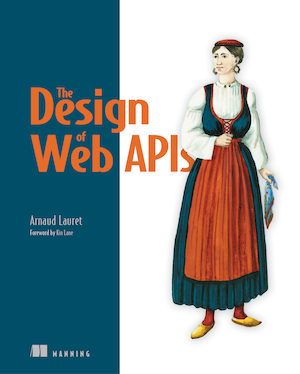 The
Design
of
Web APIs
Arnaud Lauret
Foreword by Kin Lane
MANNING